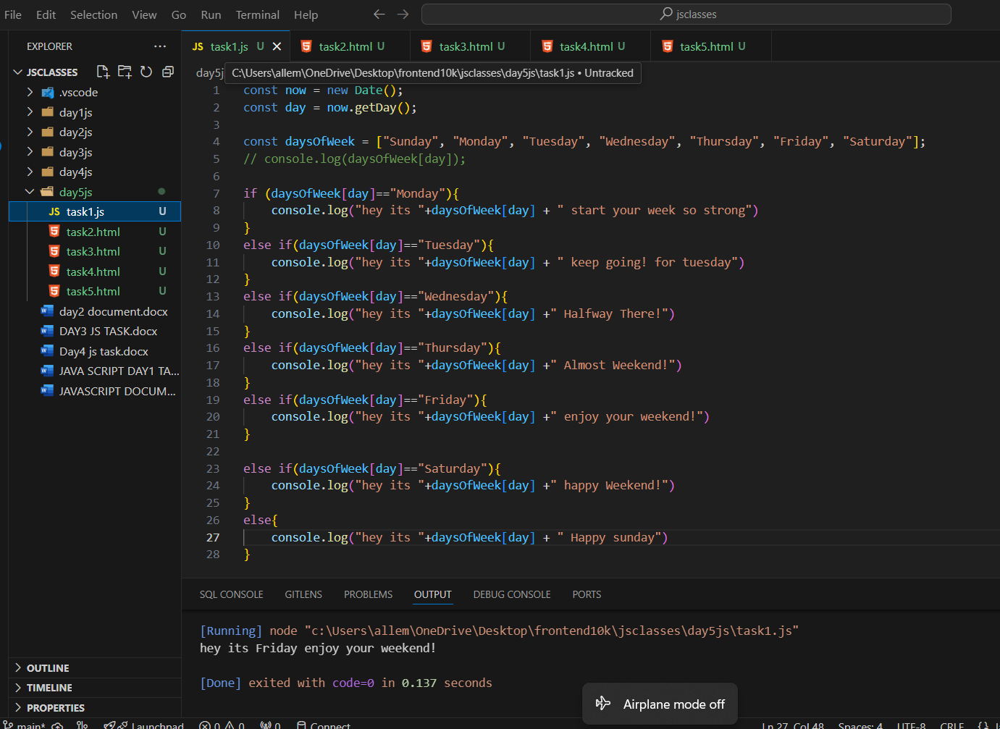 File Edit Selection View Go Run Terminal Help jsclasses
EXPLORER
JS task1.js U task2.html U task3.html U task4.html U task5.html U
JSCLASSES
.vscode
day1js
day2js
day3js
day4js
day5js
JS task1.js U
task2.html U
task3.html U
task4.html U
task5.html U
day2 document.docx
DAY3 JS TASK.docx
Day4 js task.docx
JAVA SCRIPT DAY1 TA...
JAVASCRIPT DOCUM...
OUTLINE
TIMELINE
PROPERTIES
day5j C:\Users\allem\OneDrive\Desktop\frontend10k\jsclasses\day5js\task1.js • Untracked
1 const now = new Date();
2 const day = now.getDay();
3
4 const daysOfWeek = ["Sunday", "Monday", "Tuesday", "Wednesday", "Thursday", "Friday", "Saturday"];
5 // console.log(daysOfWeek[day]);
6
7 if (daysOfWeek[day]=="Monday"){
8 console.log("hey its "+daysOfWeek[day] + " start your week so strong")
9 }
10 else if(daysOfWeek[day]=="Tuesday"){
11 console.log("hey its "+daysOfWeek[day] + " keep going! for tuesday")
12 }
13 else if(daysOfWeek[day]=="Wednesday"){
14 console.log("hey its "+daysOfWeek[day] +" Halfway There!")
15 }
16 else if(daysOfWeek[day]=="Thursday"){
17 console.log("hey its "+daysOfWeek[day] +" Almost Weekend!")
18 }
19 else if(daysOfWeek[day]=="Friday"){
20 console.log("hey its "+daysOfWeek[day] +" enjoy your weekend!")
21 }
22
23 else if(daysOfWeek[day]=="Saturday"){
24 console.log("hey its "+daysOfWeek[day] +" happy Weekend!")
25 }
26 else{
27 console.log("hey its "+daysOfWeek[day] + " Happy sunday")
28 }
SQL CONSOLE GITLENS PROBLEMS OUTPUT DEBUG CONSOLE PORTS
[Running] node "c:\Users\allem\OneDrive\Desktop\frontend10k\jsclasses\day5js\task1.js"
hey its Friday enjoy your weekend!
[Done] exited with code=0 in 0.137 seconds
Airplane mode off
main* Launchpad 0 0 0 Connect Ln 27, Col 48 Spaces: 4 UTF-8 CRLF {}